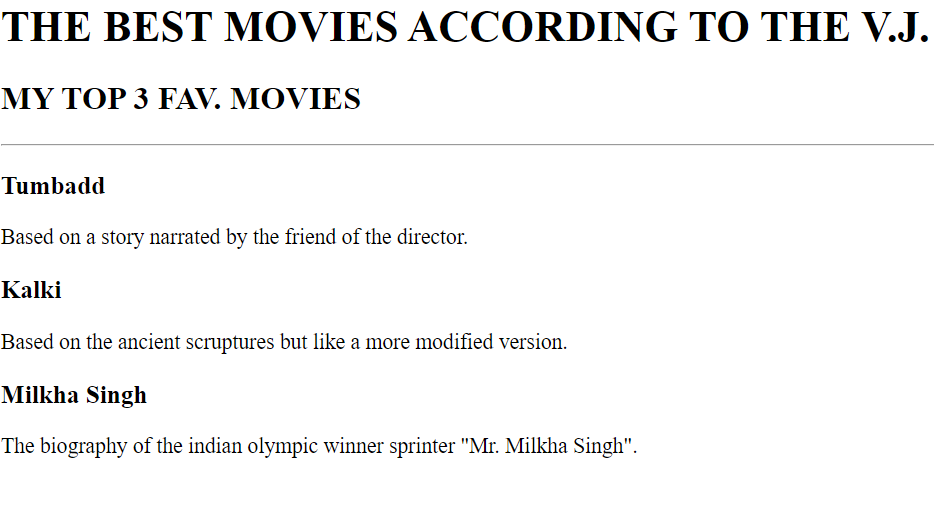 THE BEST MOVIES ACCORDING TO THE V.J.
MY TOP 3 FAV. MOVIES
Tumbadd
Based on a story narrated by the friend of the director.
Kalki
Based on the ancient scruptures but like a more modified version.
Milkha Singh
The biography of the indian olympic winner sprinter "Mr. Milkha Singh".